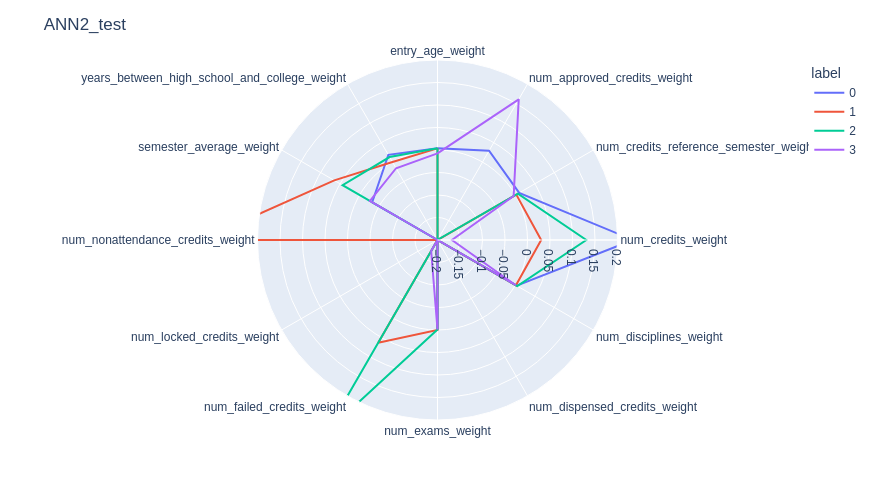 ANN2_test
entry_age_weight
years_between_high_school_and_college_weight
num_approved_credits_weight
label
0
1
2
3
semester_average_weight
num_credits_reference_semester_weight
num_nonattendance_credits_weight
num_credits_weight
−0.2
−0.15
−0.1
−0.05
0
0.05
0.1
0.15
0.2
num_locked_credits_weight
num_disciplines_weight
num_failed_credits_weight
num_dispensed_credits_weight
num_exams_weight